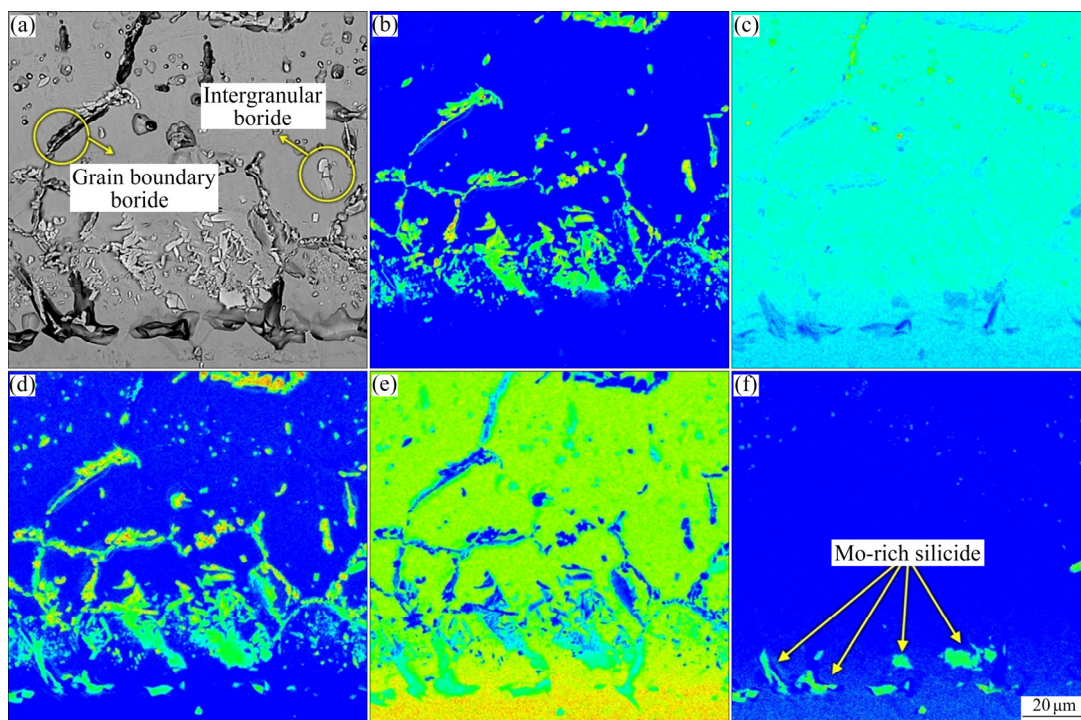 (a)
Intergranular
boride
Grain boundary
boride
(b)
(c)
(d)
(e)
(f)
Mo-rich silicide
20 μm